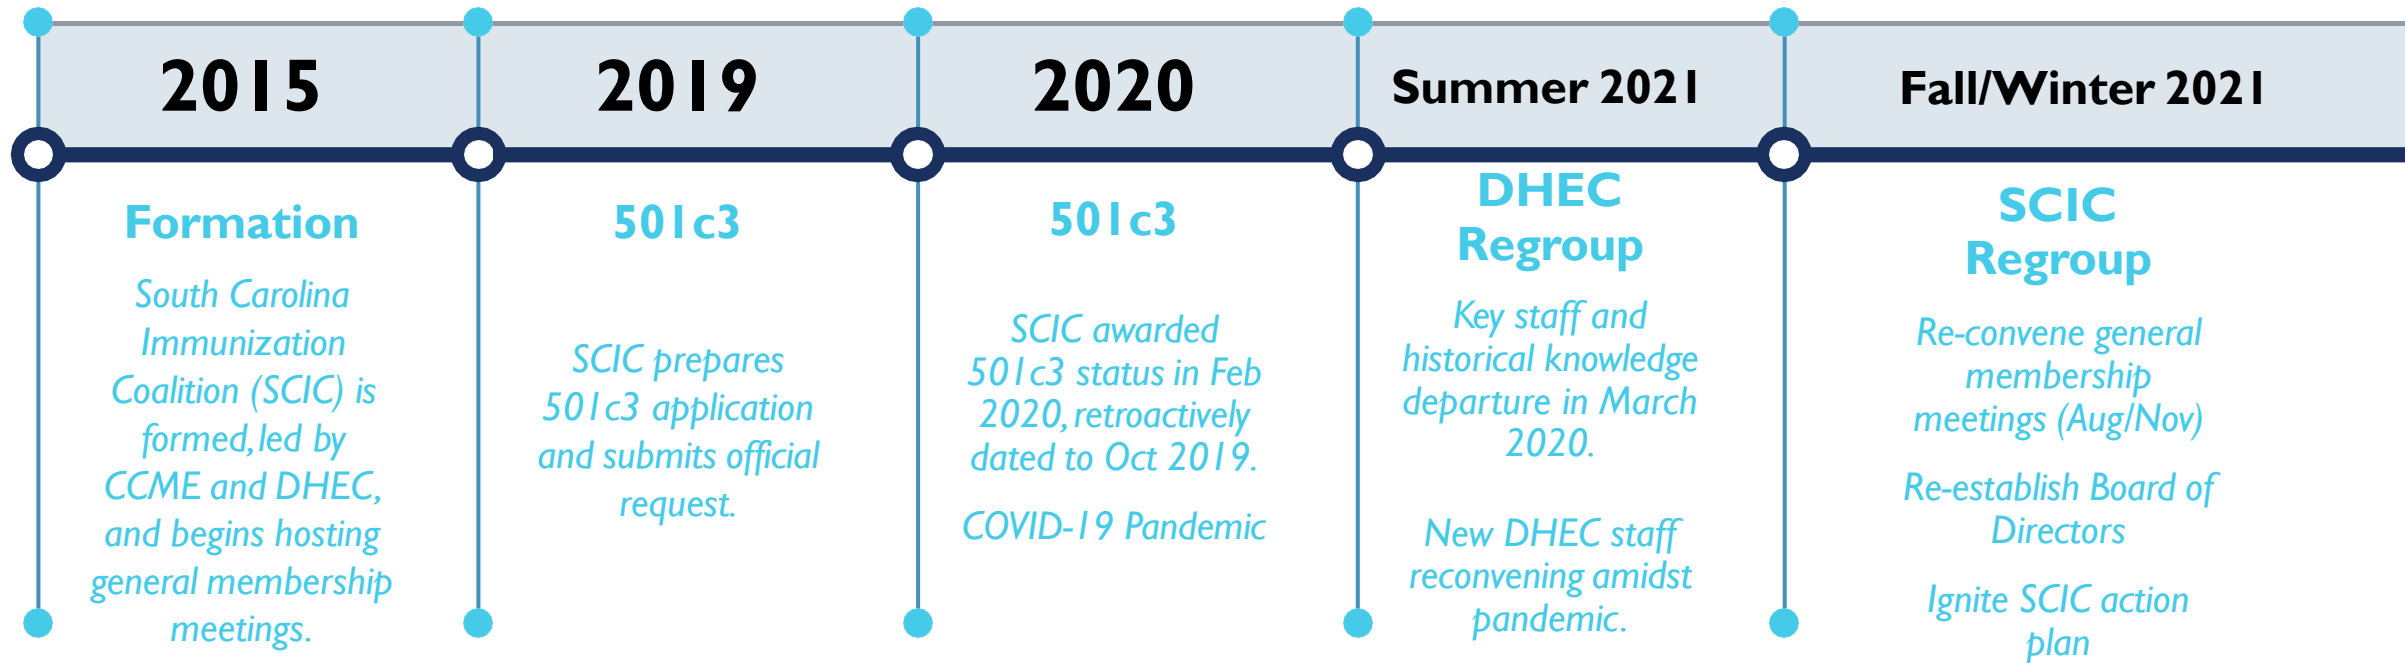 2015
Formation
South Carolina
Immunization
Coalition (SCIC) is
formed, led by
CCME and DHEC,
and begins hosting
general membership
meetings.
2019
501c3
SCIC prepares
501c3 application
and submits official
request.
2020
501c3
SCIC awarded
501c3 status in Feb
2020, retroactively
dated to Oct 2019.
COVID-19 Pandemic
Summer 2021
DHEC
Regroup
Key staff and
historical knowledge
departure in March
2020.
New DHEC staff
reconvening amidst
pandemic.
Fall/Winter 2021
SCIC
Regroup
Re-convene general
membership
meetings (Aug/Nov)
Re-establish Board of
Directors
Ignite SCIC action
plan